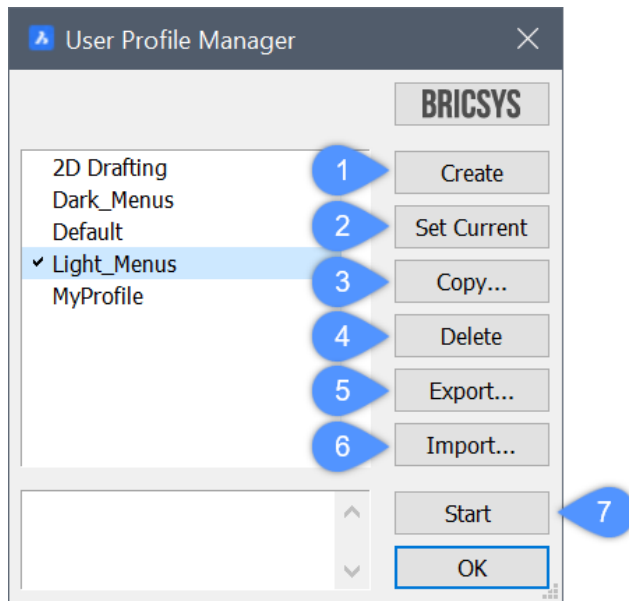 User Profile Manager
BRICSYS
2D Drafting
Dark_Menus
Default
Light_Menus
MyProfile
1 Create
2 Set Current
3 Copy...
4 Delete
5 Export...
6 Import...
Start 7
OK